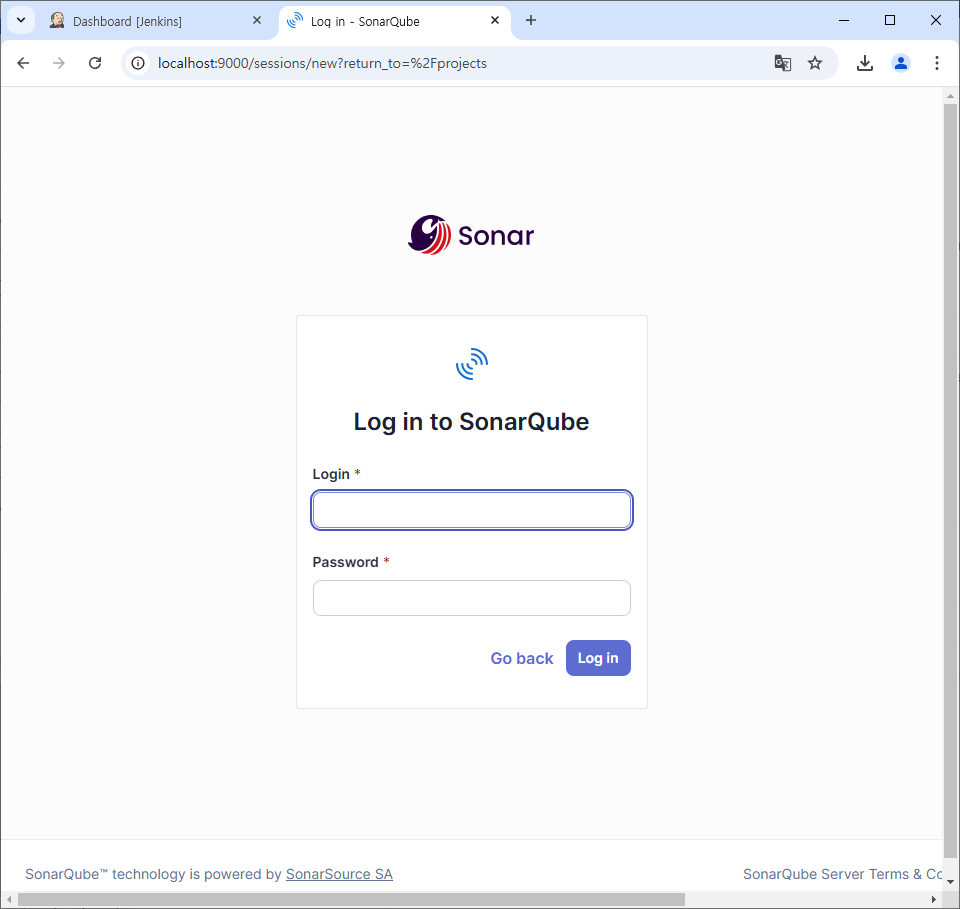 Dashboard [Jenkins]
Log in - SonarQube
localhost:9000/sessions/new?return_to=%2Fprojects
Sonar
Log in to SonarQube
Login *
Password *
Go back
Log in
SonarQube™ technology is powered by SonarSource SA
SonarQube Server Terms & Co